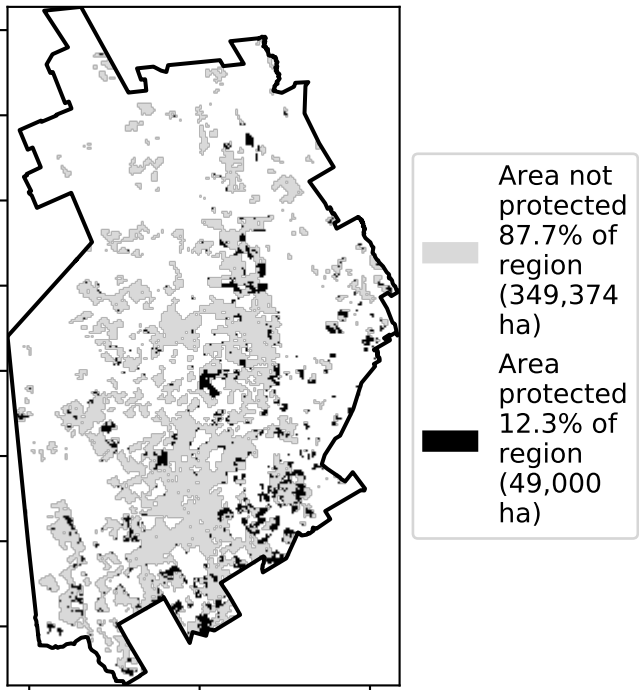 Area not
protected
87.7% of
region
(349,374
ha)
Area
protected
12.3% of
region
(49,000
ha)